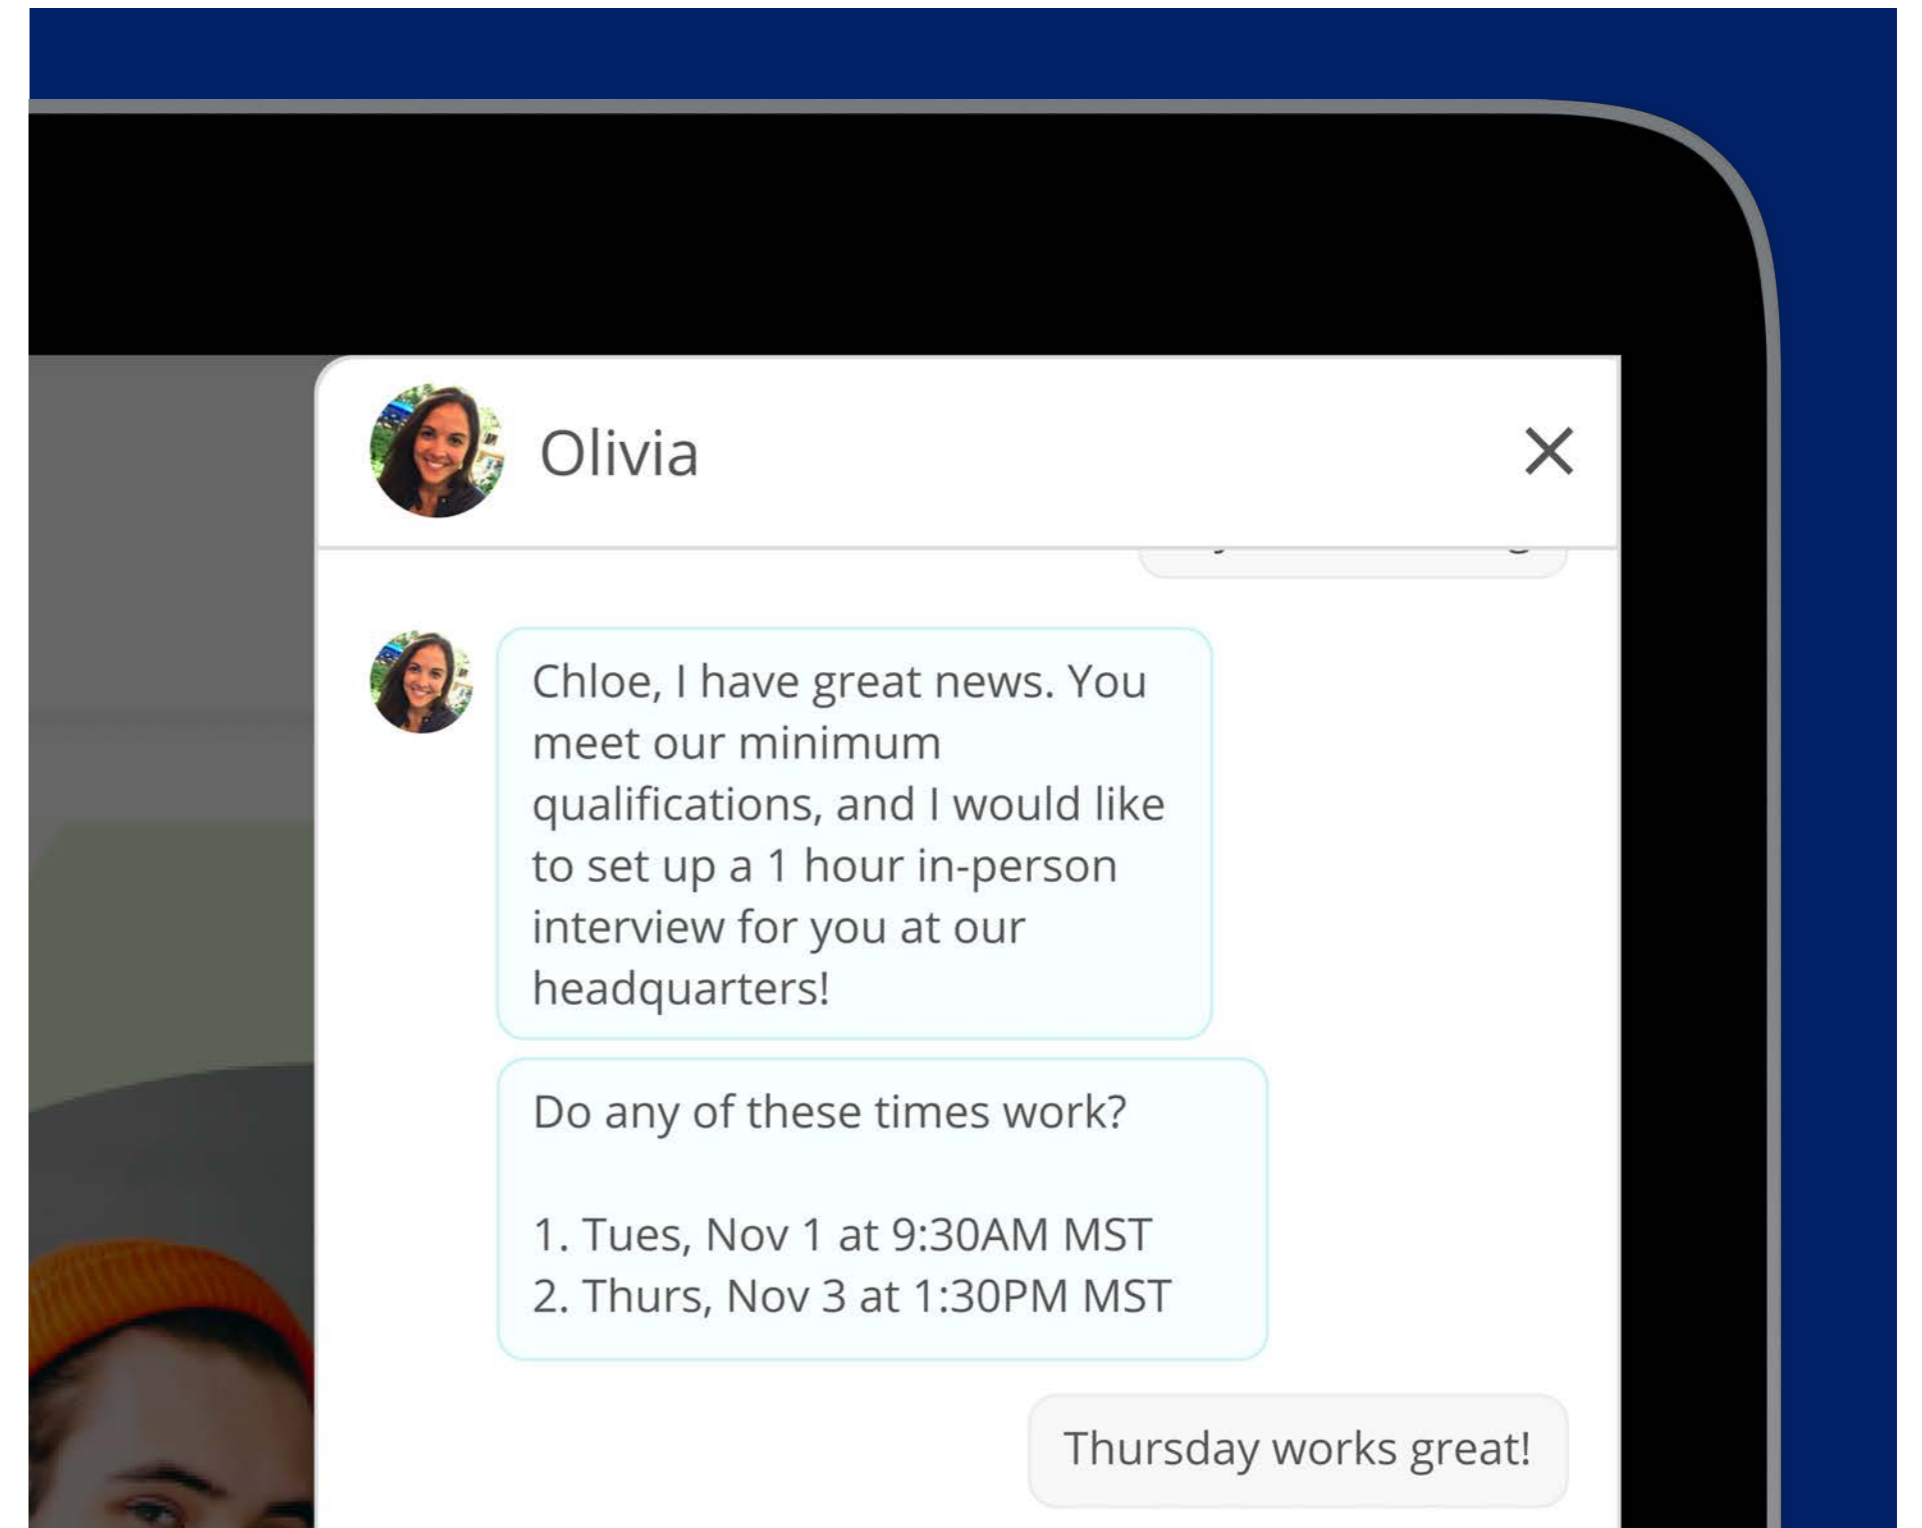 Olivia
Chloe, I have great news. You
meet our minimum
qualifications, and I would like
to set up a 1 hour in-person
interview for you at our
headquarters!
Do any of these times work?
1. Tues, Nov 1 at 9:30AM MST
2. Thurs, Nov 3 at 1:30PM MST
Thursday works great!